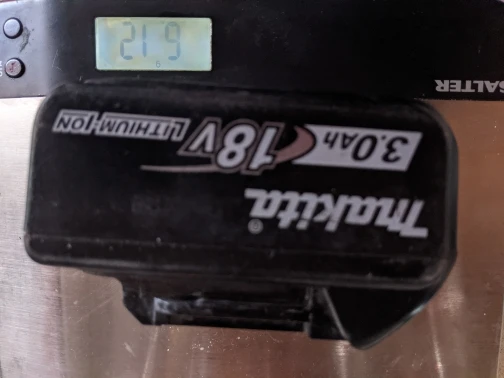 makita®
3.0Ah 18V LITHIUM-ION
SALTER
612